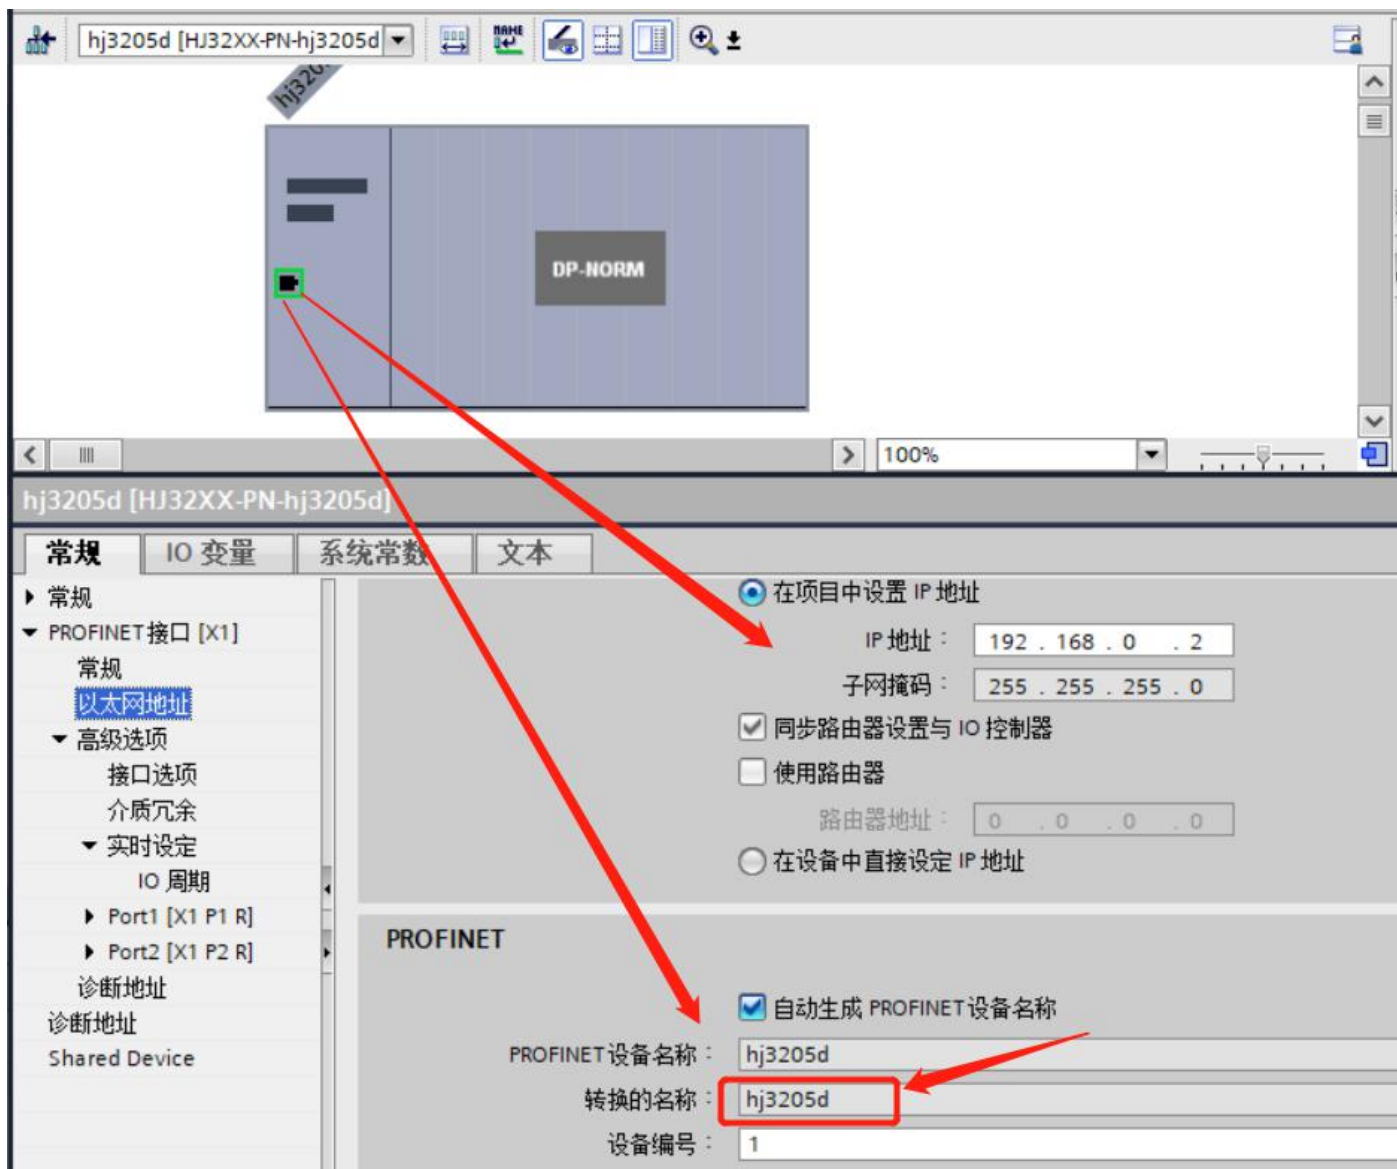 hj3205d [HJ32XX-PN-hj3205d
NAME
hj320
DP-NORM
100%
hj3205d [HJ32XX-PN-hj3205d]
常规 IO 变量 系统常数 文本
常规
PROFINET接口 [X1]
常规
以太网地址
高级选项
接口选项
介质冗余
实时设定
IO 周期
Port1 [X1 P1 R]
Port2 [X1 P2 R]
诊断地址
诊断地址
Shared Device
在项目中设置 IP 地址
IP 地址： 192 . 168 . 0 . 2
子网掩码： 255 . 255 . 255 . 0
同步路由器设置与 IO 控制器
使用路由器
路由器地址： 0 . 0 . 0 . 0
在设备中直接设定 IP 地址
PROFINET
自动生成 PROFINET设备名称
PROFINET设备名称： hj3205d
转换的名称： hj3205d
设备编号： 1